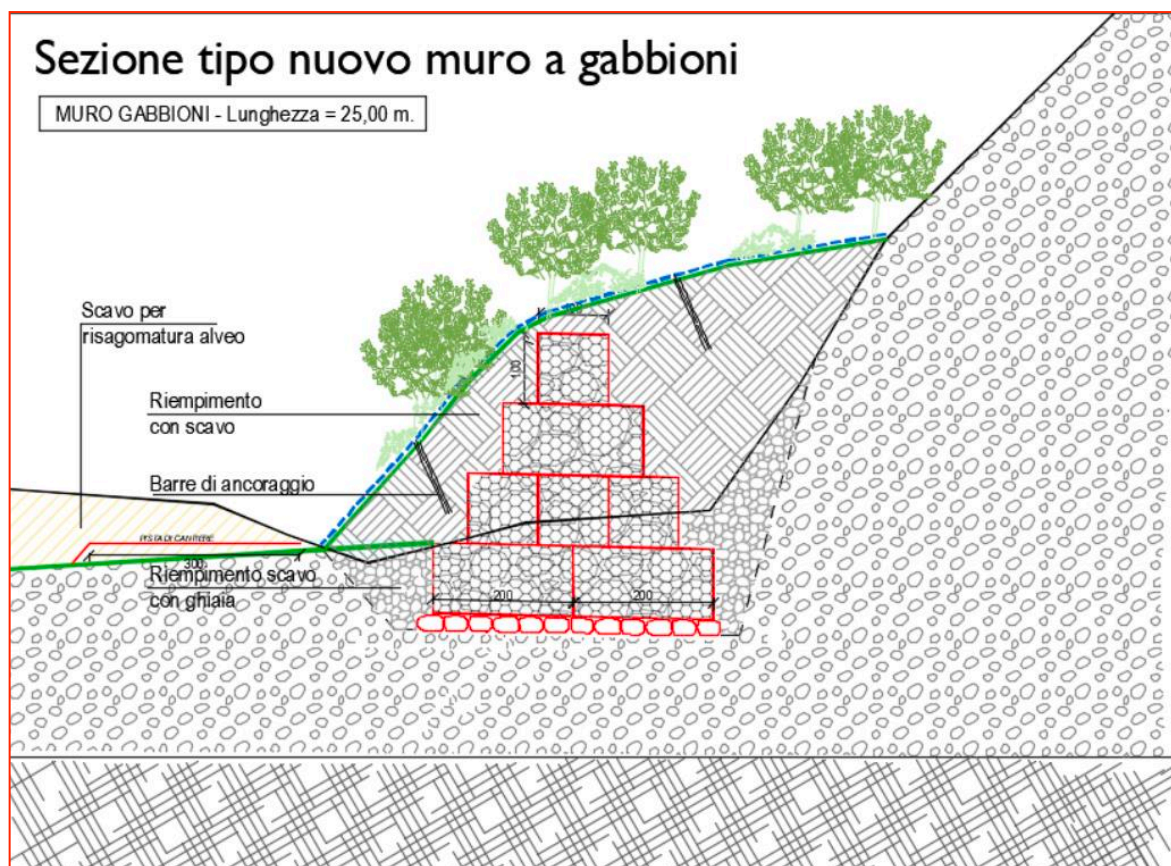 Sezione tipo nuovo muro a gabbioni
MURO GABBIONI - Lunghezza = 25,00 m.
Scavo per
risagomatura alveo
100
Riempimento
con scavo
Barre di ancoraggio
PISTA DI CANTIERE
300
Riempimento scavo
con ghiaia
200
200